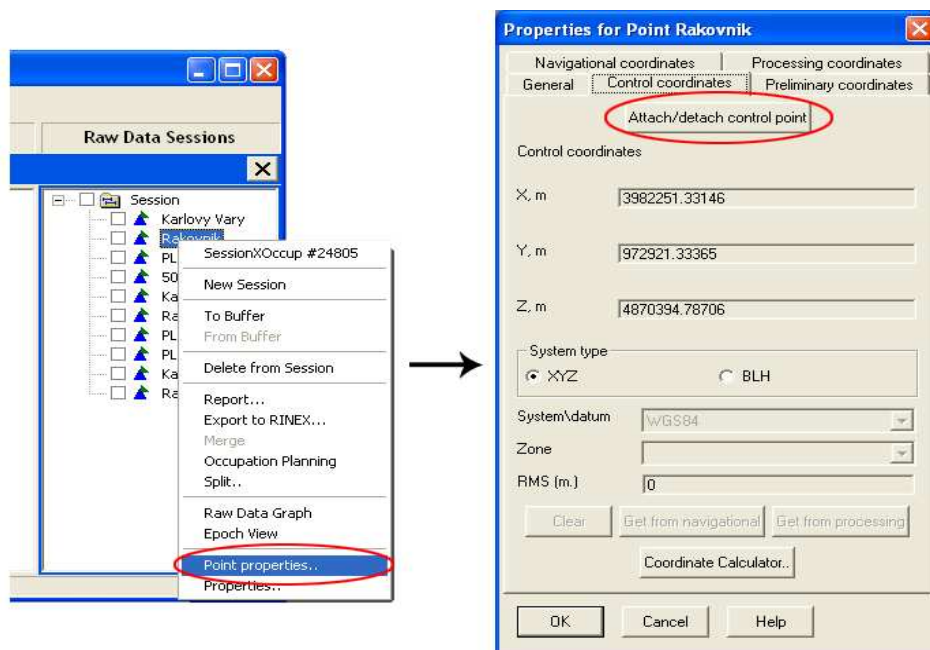 Raw Data Sessions
Session
Karlovy Vary
Rakovnik
PL
50
Ka
Ra
PL
PL
Ka
Ra
SessionXOccup #24805
New Session
To Buffer
From Buffer
Delete from Session
Report...
Export to RINEX...
Merge
Occupation Planning
Split..
Raw Data Graph
Epoch View
Point properties..
Properties..
Properties for Point Rakovnik
Navigational coordinates Processing coordinates
General Control coordinates Preliminary coordinates
Attach/detach control point
Control coordinates
X, m 3982251.33146
Y, m 972921.33365
Z, m 4870394.78706
System type
XYZ BLH
System\datum WGS84
Zone
RMS (m.) 0
Clear Get from navigational Get from processing
Coordinate Calculator..
OK Cancel Help